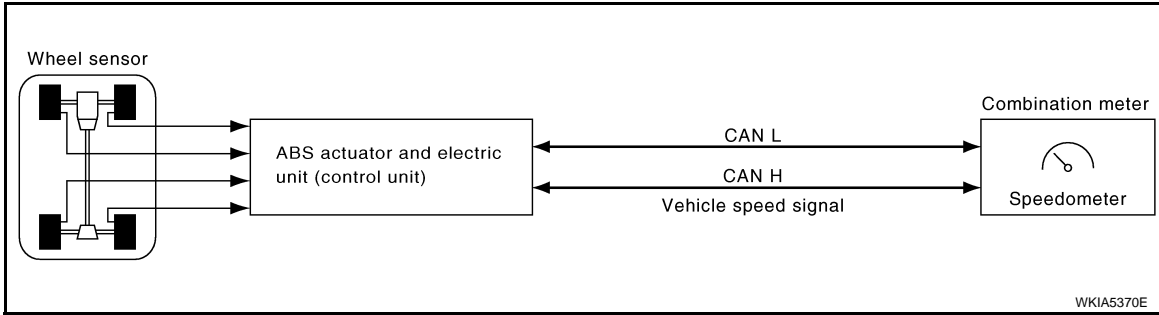 Wheel sensor
ABS actuator and electric
unit (control unit)
CAN L
CAN H
Vehicle speed signal
Combination meter
Speedometer
WKIA5370E